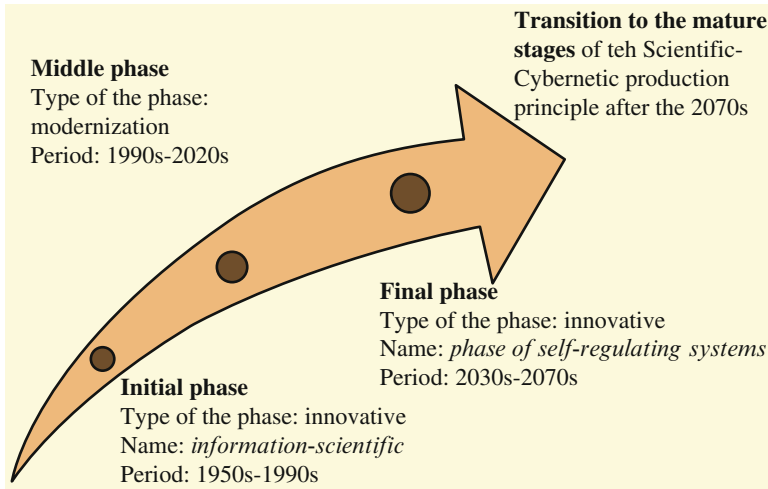 Transition to the mature
stages of teh Scientific-
Cybernetic production
principle after the 2070s
Middle phase
Type of the phase:
modernization
Period: 1990s-2020s
Final phase
Type of the phase: innovative
Name: phase of self-regulating systems
Period: 2030s-2070s
Initial phase
Type of the phase: innovative
Name: information-scientific
Period: 1950s-1990s